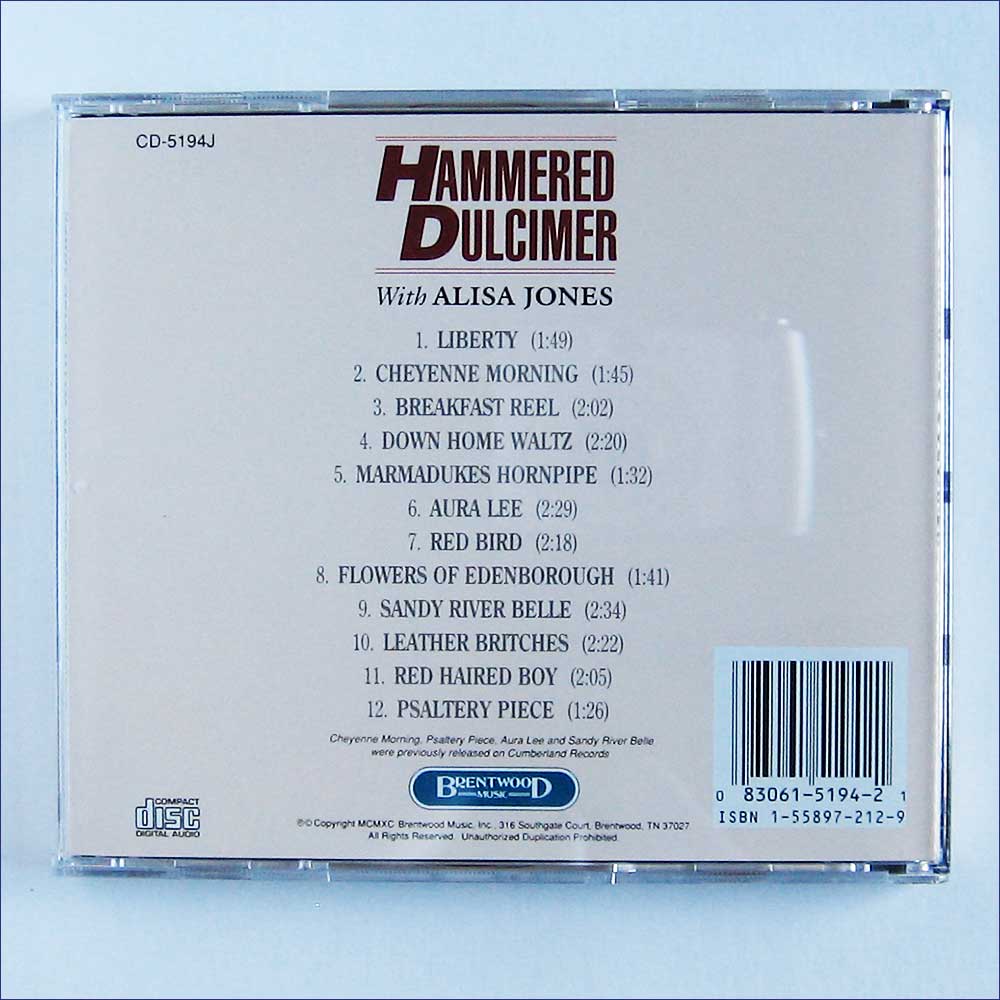 CD-5194J
HAMMERED
DULCIMER
With ALISA JONES
1. LIBERTY (1:49)
2. CHEYENNE MORNING (1:45)
3. BREAKFAST REEL (2:02)
4. DOWN HOME WALTZ (2:20)
5. MARMADUKES HORNPIPE (1:32)
6. AURA LEE (2:29)
7. RED BIRD (2:18)
8. FLOWERS OF EDENBOROUGH (1:41)
9. SANDY RIVER BELLE (2:34)
10. LEATHER BRITCHES (2:22)
11. RED HAIRED BOY (2:05)
12. PSALTERY PIECE (1:26)
Cheyenne Morning, Psaltery Piece, Aura Lee and Sandy River Belle
were previously released on Cumberland Records
BRENTWOOD
MUSIC
COMPACT
disc
DIGITAL AUDIO
℗© Copyright MCMXC Brentwood Music, Inc., 316 Southgate Court, Brentwood, TN 37027
All Rights Reserved. Unauthorized Duplication Prohibited.
0 83061-5194-2 1
ISBN 1-55897-212-9